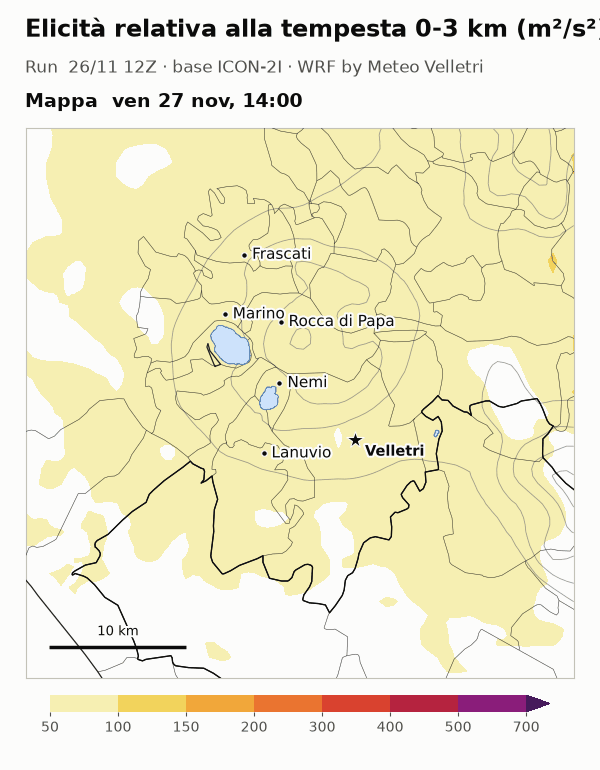 Elicità relativa alla tempesta 0-3 km (m²/s²)
Run  26/11 12Z · base ICON-2I · WRF by Meteo Velletri
Mappa  ven 27 nov, 14:00
Frascati
Marino
Rocca di Papa
Nemi
Velletri
Lanuvio
10 km
50 100 150 200 300 400 500 700